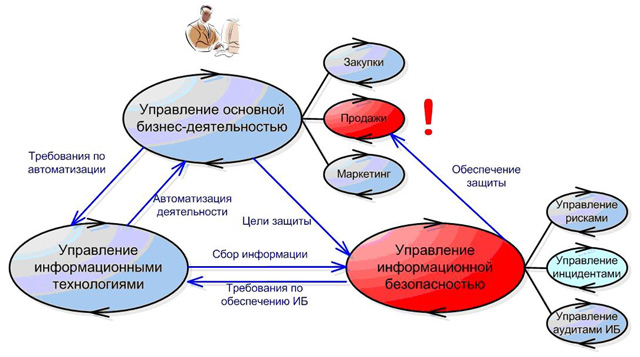 Закупки
Управление основной
бизнес-деятельностью
Продажи
!
Маркетинг
Требования по
автоматизации
Автоматизация
деятельности
Цели защиты
Обеспечение
защиты
Управление
рисками
Управление
информационными
технологиями
Сбор информации
Требования по
обеспечению ИБ
Управление
информационной
безопасностью
Управление
инцидентами
Управление
аудитами ИБ